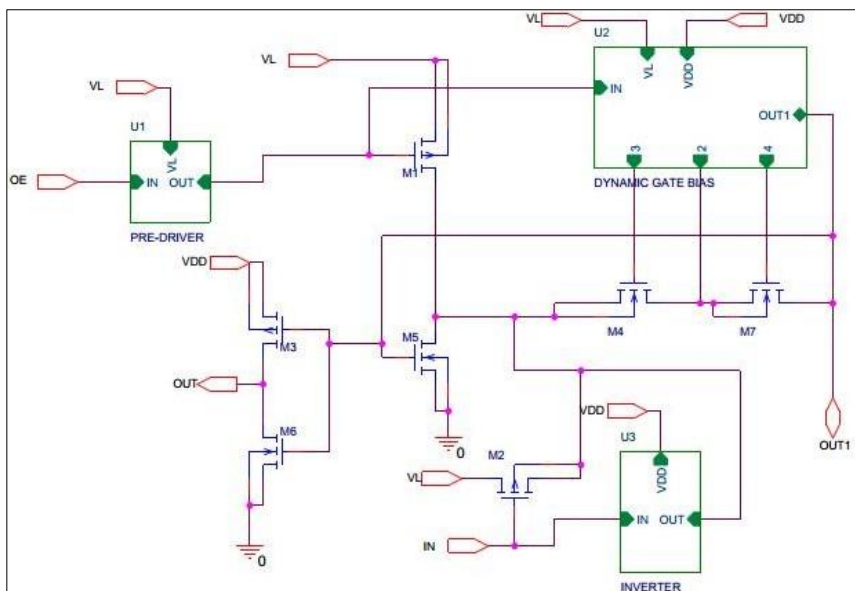 VL
VDD
U2
VL
VDD
IN
OUT1
3
2
4
DYNAMIC GATE BIAS
VL
VL
U1
VL
IN
OUT
OE
PRE-DRIVER
M1
VDD
M3
OUT
M6
0
M5
0
M4
M7
OUT1
VDD
U3
VDD
IN
OUT
INVERTER
M2
VL
IN